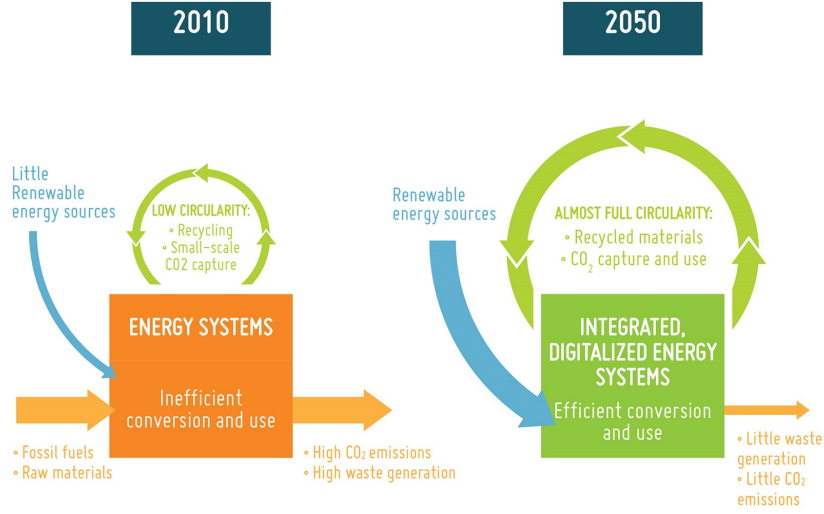 2010
Little
Renewable
energy sources
LOW CIRCULARITY:
• Recycling
• Small-scale
CO2 capture
ENERGY SYSTEMS
Inefficient
conversion and use
• Fossil fuels
• Raw materials
• High CO₂ emissions
• High waste generation
2050
Renewable
energy sources
ALMOST FULL CIRCULARITY:
• Recycled materials
• CO₂ capture and use
INTEGRATED,
DIGITALIZED ENERGY
SYSTEMS
Efficient conversion
and use
• Little waste
generation
• Little CO₂
emissions